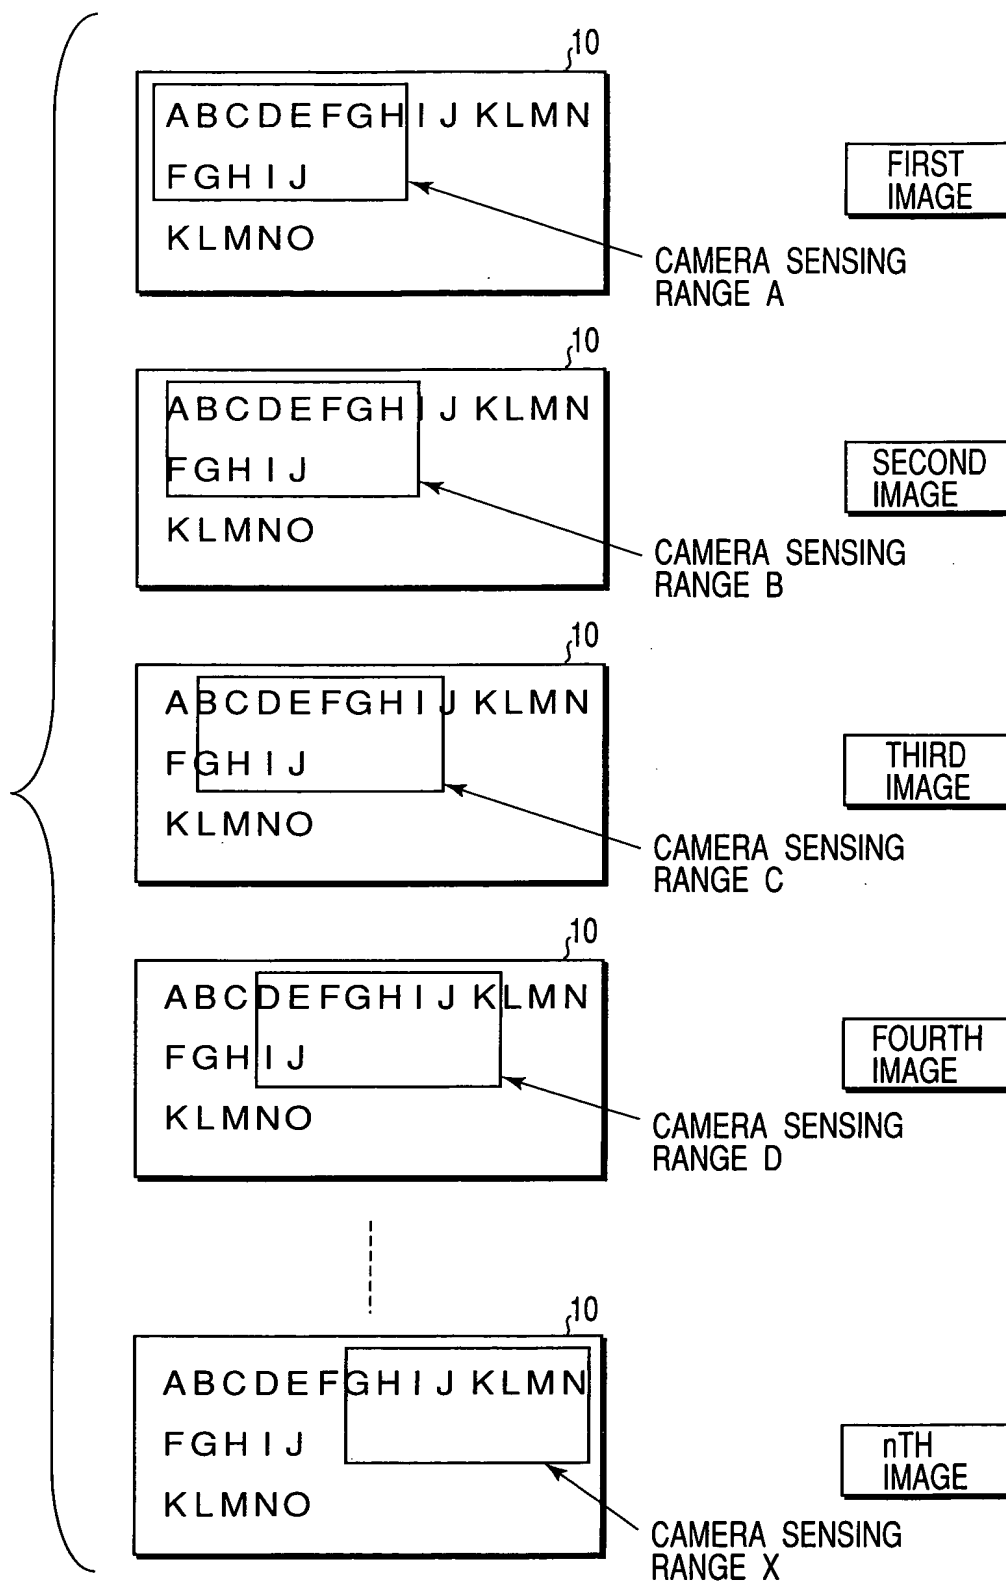 10
ABCDEFGHIJ KLMN
FGHIJ
KLMNO
FIRST
IMAGE
CAMERA SENSING
RANGE A
10
ABCDEFGHIJ KLMN
FGHIJ
KLMNO
SECOND
IMAGE
CAMERA SENSING
RANGE B
10
ABCDEFGHIJ KLMN
FGHIJ
KLMNO
THIRD
IMAGE
CAMERA SENSING
RANGE C
10
ABCDEFGHIJ KLMN
FGHIJ
KLMNO
FOURTH
IMAGE
CAMERA SENSING
RANGE D
10
ABCDEFGHIJ KLMN
FGHIJ
KLMNO
nTH
IMAGE
CAMERA SENSING
RANGE X